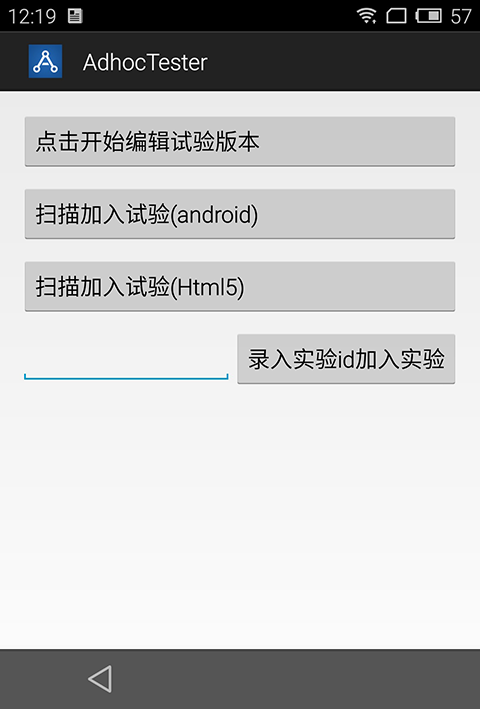 12:19
57
AdhocTester
点击开始编辑试验版本
扫描加入试验(android)
扫描加入试验(Html5)
录入实验id加入实验